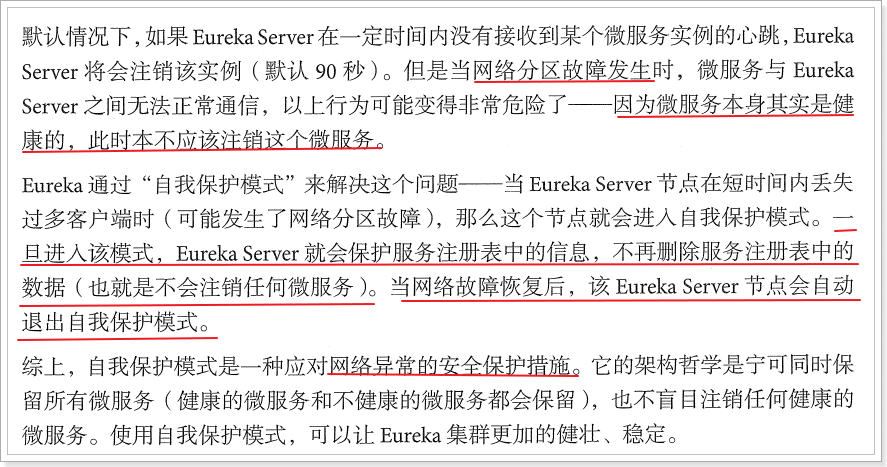 默认情况下，如果 Eureka Server 在一定时间内没有接收到某个微服务实例的心跳，Eureka
Server 将会注销该实例（默认 90 秒）。但是当网络分区故障发生时，微服务与 Eureka
Server 之间无法正常通信，以上行为可能变得非常危险了——因为微服务本身其实是健
康的，此时本不应该注销这个微服务。
Eureka 通过“自我保护模式”来解决这个问题——当 Eureka Server 节点在短时间内丢失
过多客户端时（可能发生了网络分区故障），那么这个节点就会进入自我保护模式。一
旦进入该模式，Eureka Server 就会保护服务注册表中的信息，不再删除服务注册表中的
数据（也就是不会注销任何微服务）。当网络故障恢复后，该 Eureka Server 节点会自动
退出自我保护模式。
综上，自我保护模式是一种应对网络异常的安全保护措施。它的架构哲学是宁可同时保
留所有微服务（健康的微服务和不健康的微服务都会保留），也不盲目注销任何健康的
微服务。使用自我保护模式，可以让 Eureka 集群更加的健壮、稳定。